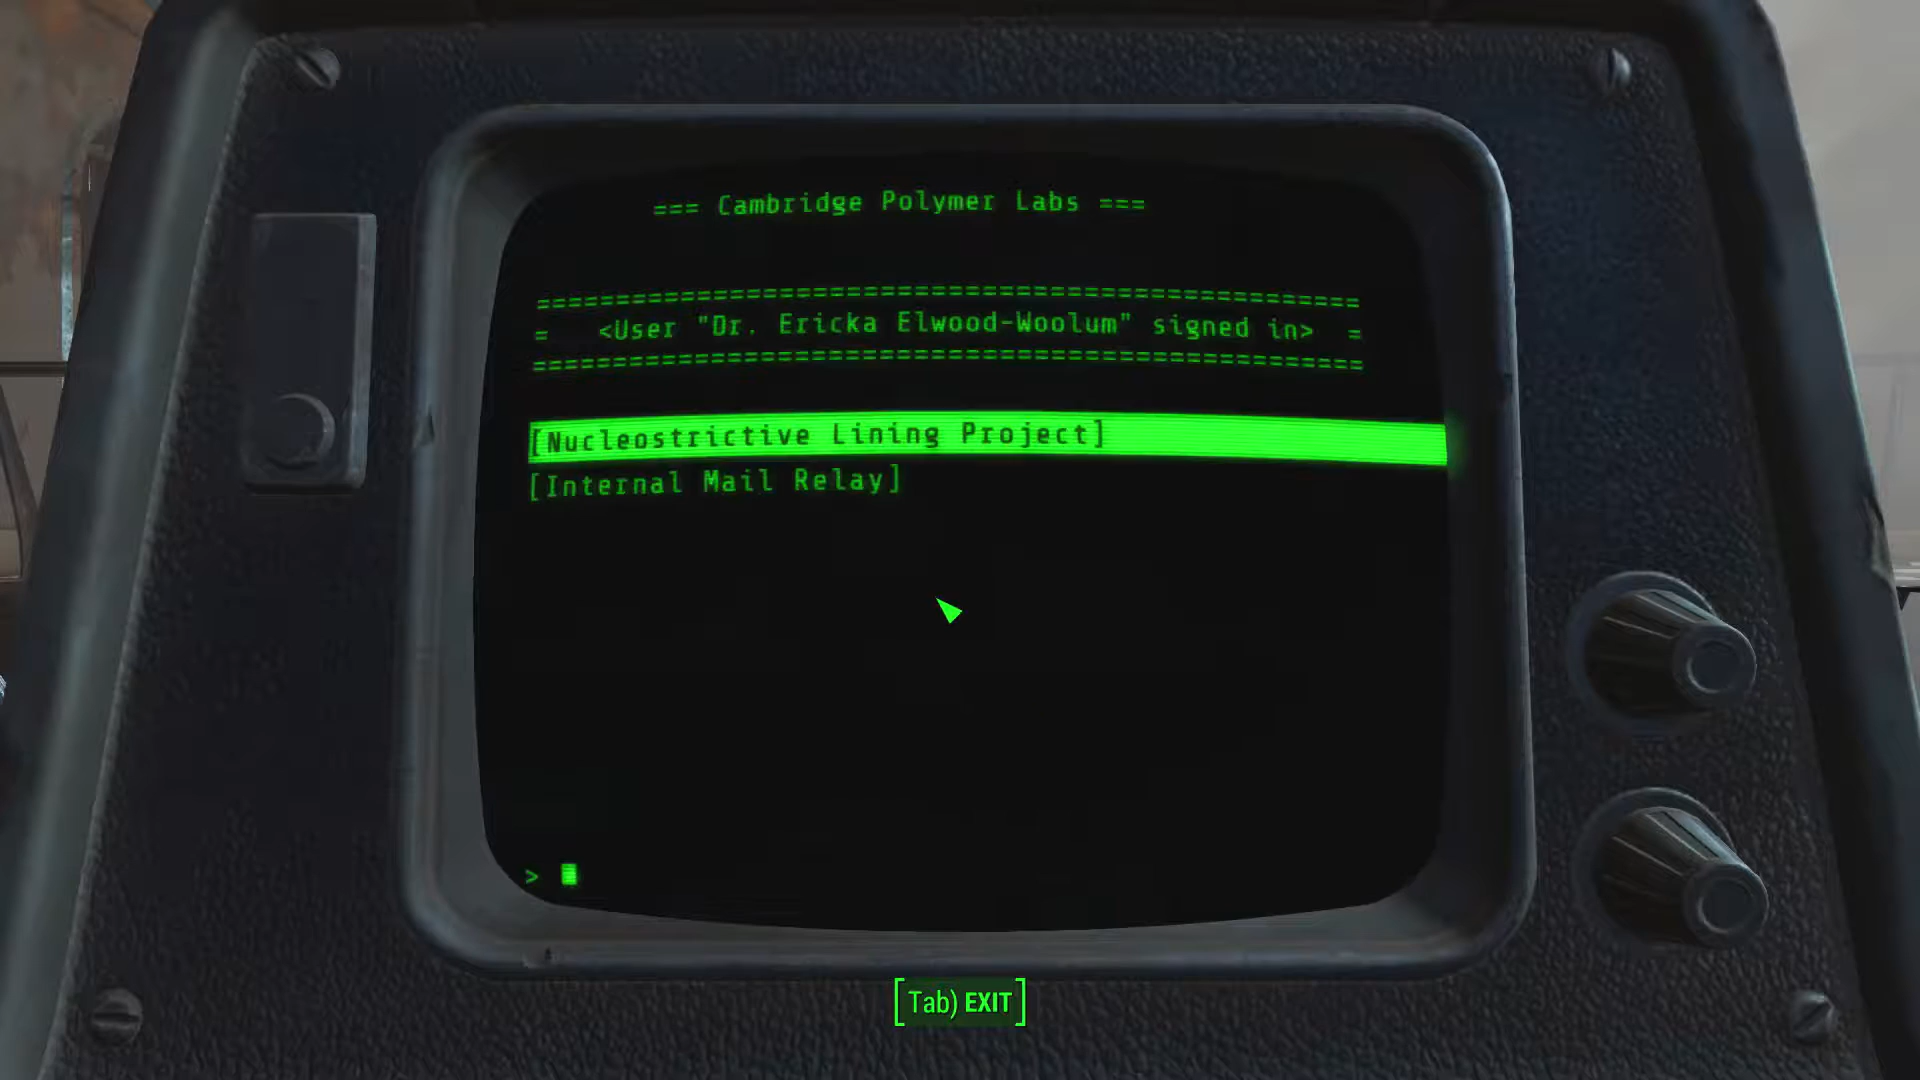 === Cambridge Polymer Labs ===
==================================================
=   <User "Dr. Ericka Elwood-Woolum" signed in>  =
==================================================
[Nucleostrictive Lining Project]
[Internal Mail Relay]
>
[Tab) EXIT]